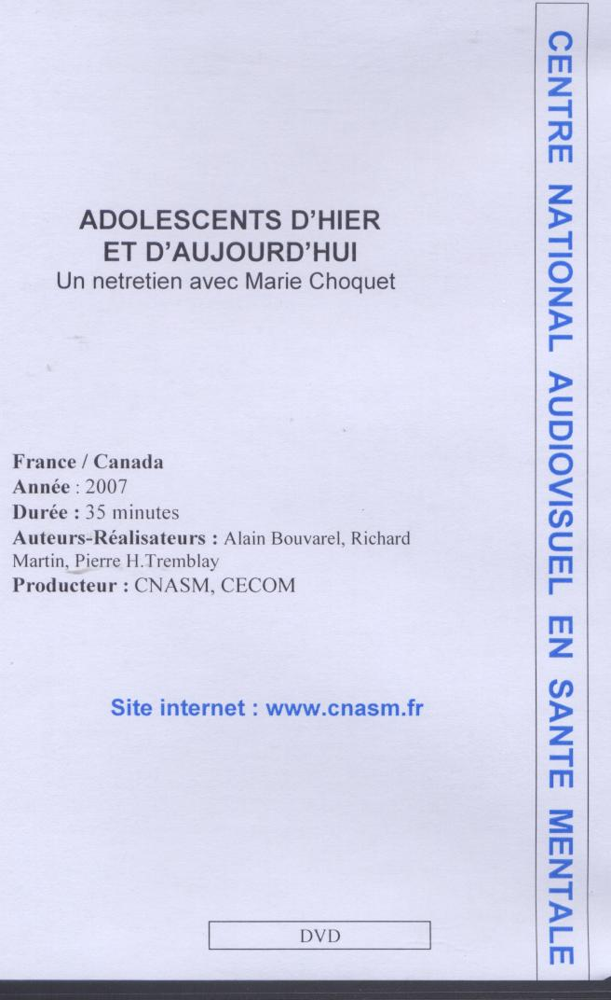 ADOLESCENTS D'HIER
ET D'AUJOURD'HUI
Un netretien avec Marie Choquet
France / Canada
Année : 2007
Durée : 35 minutes
Auteurs-Réalisateurs : Alain Bouvarel, Richard
Martin, Pierre H.Tremblay
Producteur : CNASM, CECOM
Site internet : www.cnasm.fr
DVD
CENTRE NATIONAL AUDIOVISUEL EN SANTE MENTALE